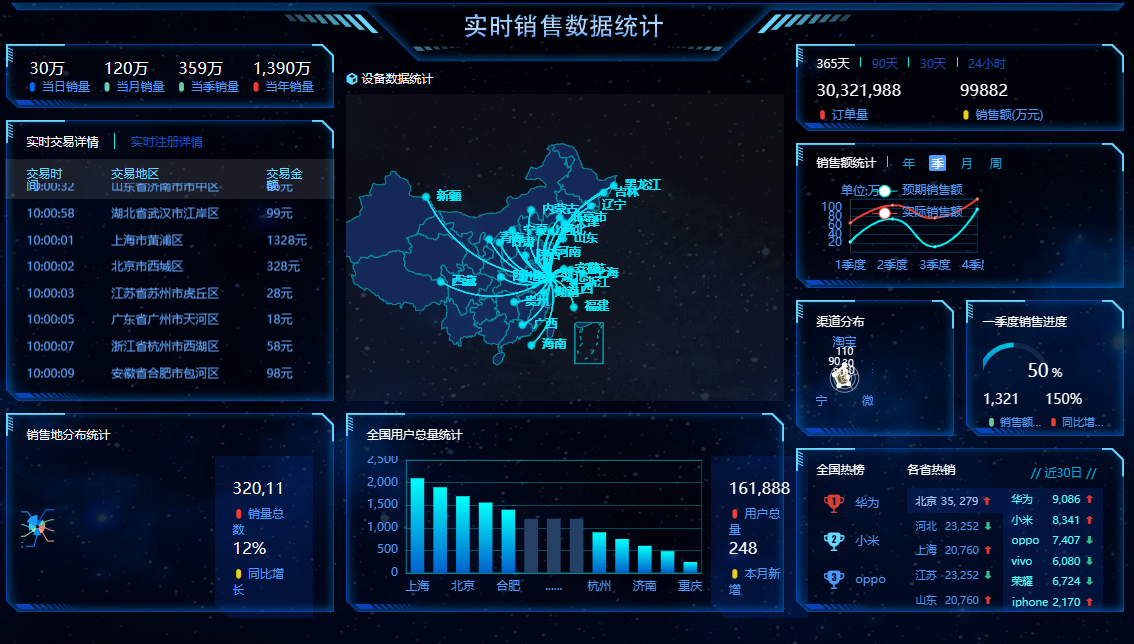 实时销售数据统计
30万
120万
359万
1,390万
当日销量
当月销量
当季销量
当年销量
设备数据统计
365天
90天
30天
24小时
30,321,988
99882
订单量
销售额(万元)
实时交易详情
实时注册详情
交易时间
交易地区
交易金额
10:00:32 山东省济南市市中区
10:00:58 湖北省武汉市江岸区 99元
10:00:01 上海市黄浦区 1328元
10:00:02 北京市西城区 328元
10:00:03 江苏省苏州市虎丘区 28元
10:00:05 广东省广州市天河区 18元
10:00:07 浙江省杭州市西湖区 58元
10:00:09 安徽省合肥市包河区 98元
新疆
黑龙江
吉林
辽宁
内蒙古
山东
河南
西藏
浙江
贵州
福建
广西
海南
销售额统计
年
季
月
周
单位:万
预期销售额
实际销售额
100
80
60
40
20
1季度
2季度
3季度
4季
渠道分布
淘宝
110
90
宁
微
一季度销售进度
50 %
1,321
150%
销售额...
同比增...
销售地分布统计
320,11
销量总数
12%
同比增长
全国用户总量统计
2,500
2,000
1,500
1,000
500
0
上海
北京
合肥
......
杭州
济南
重庆
161,888
用户总量
248
本月新增
全国热榜
1 华为
2 小米
3 oppo
各省热销
// 近30日 //
北京 35,279
河北 23,252
上海 20,760
江苏 23,252
山东 20,760
华为 9,086
小米 8,341
oppo 7,407
vivo 6,080
荣耀 6,724
iphone 2,170